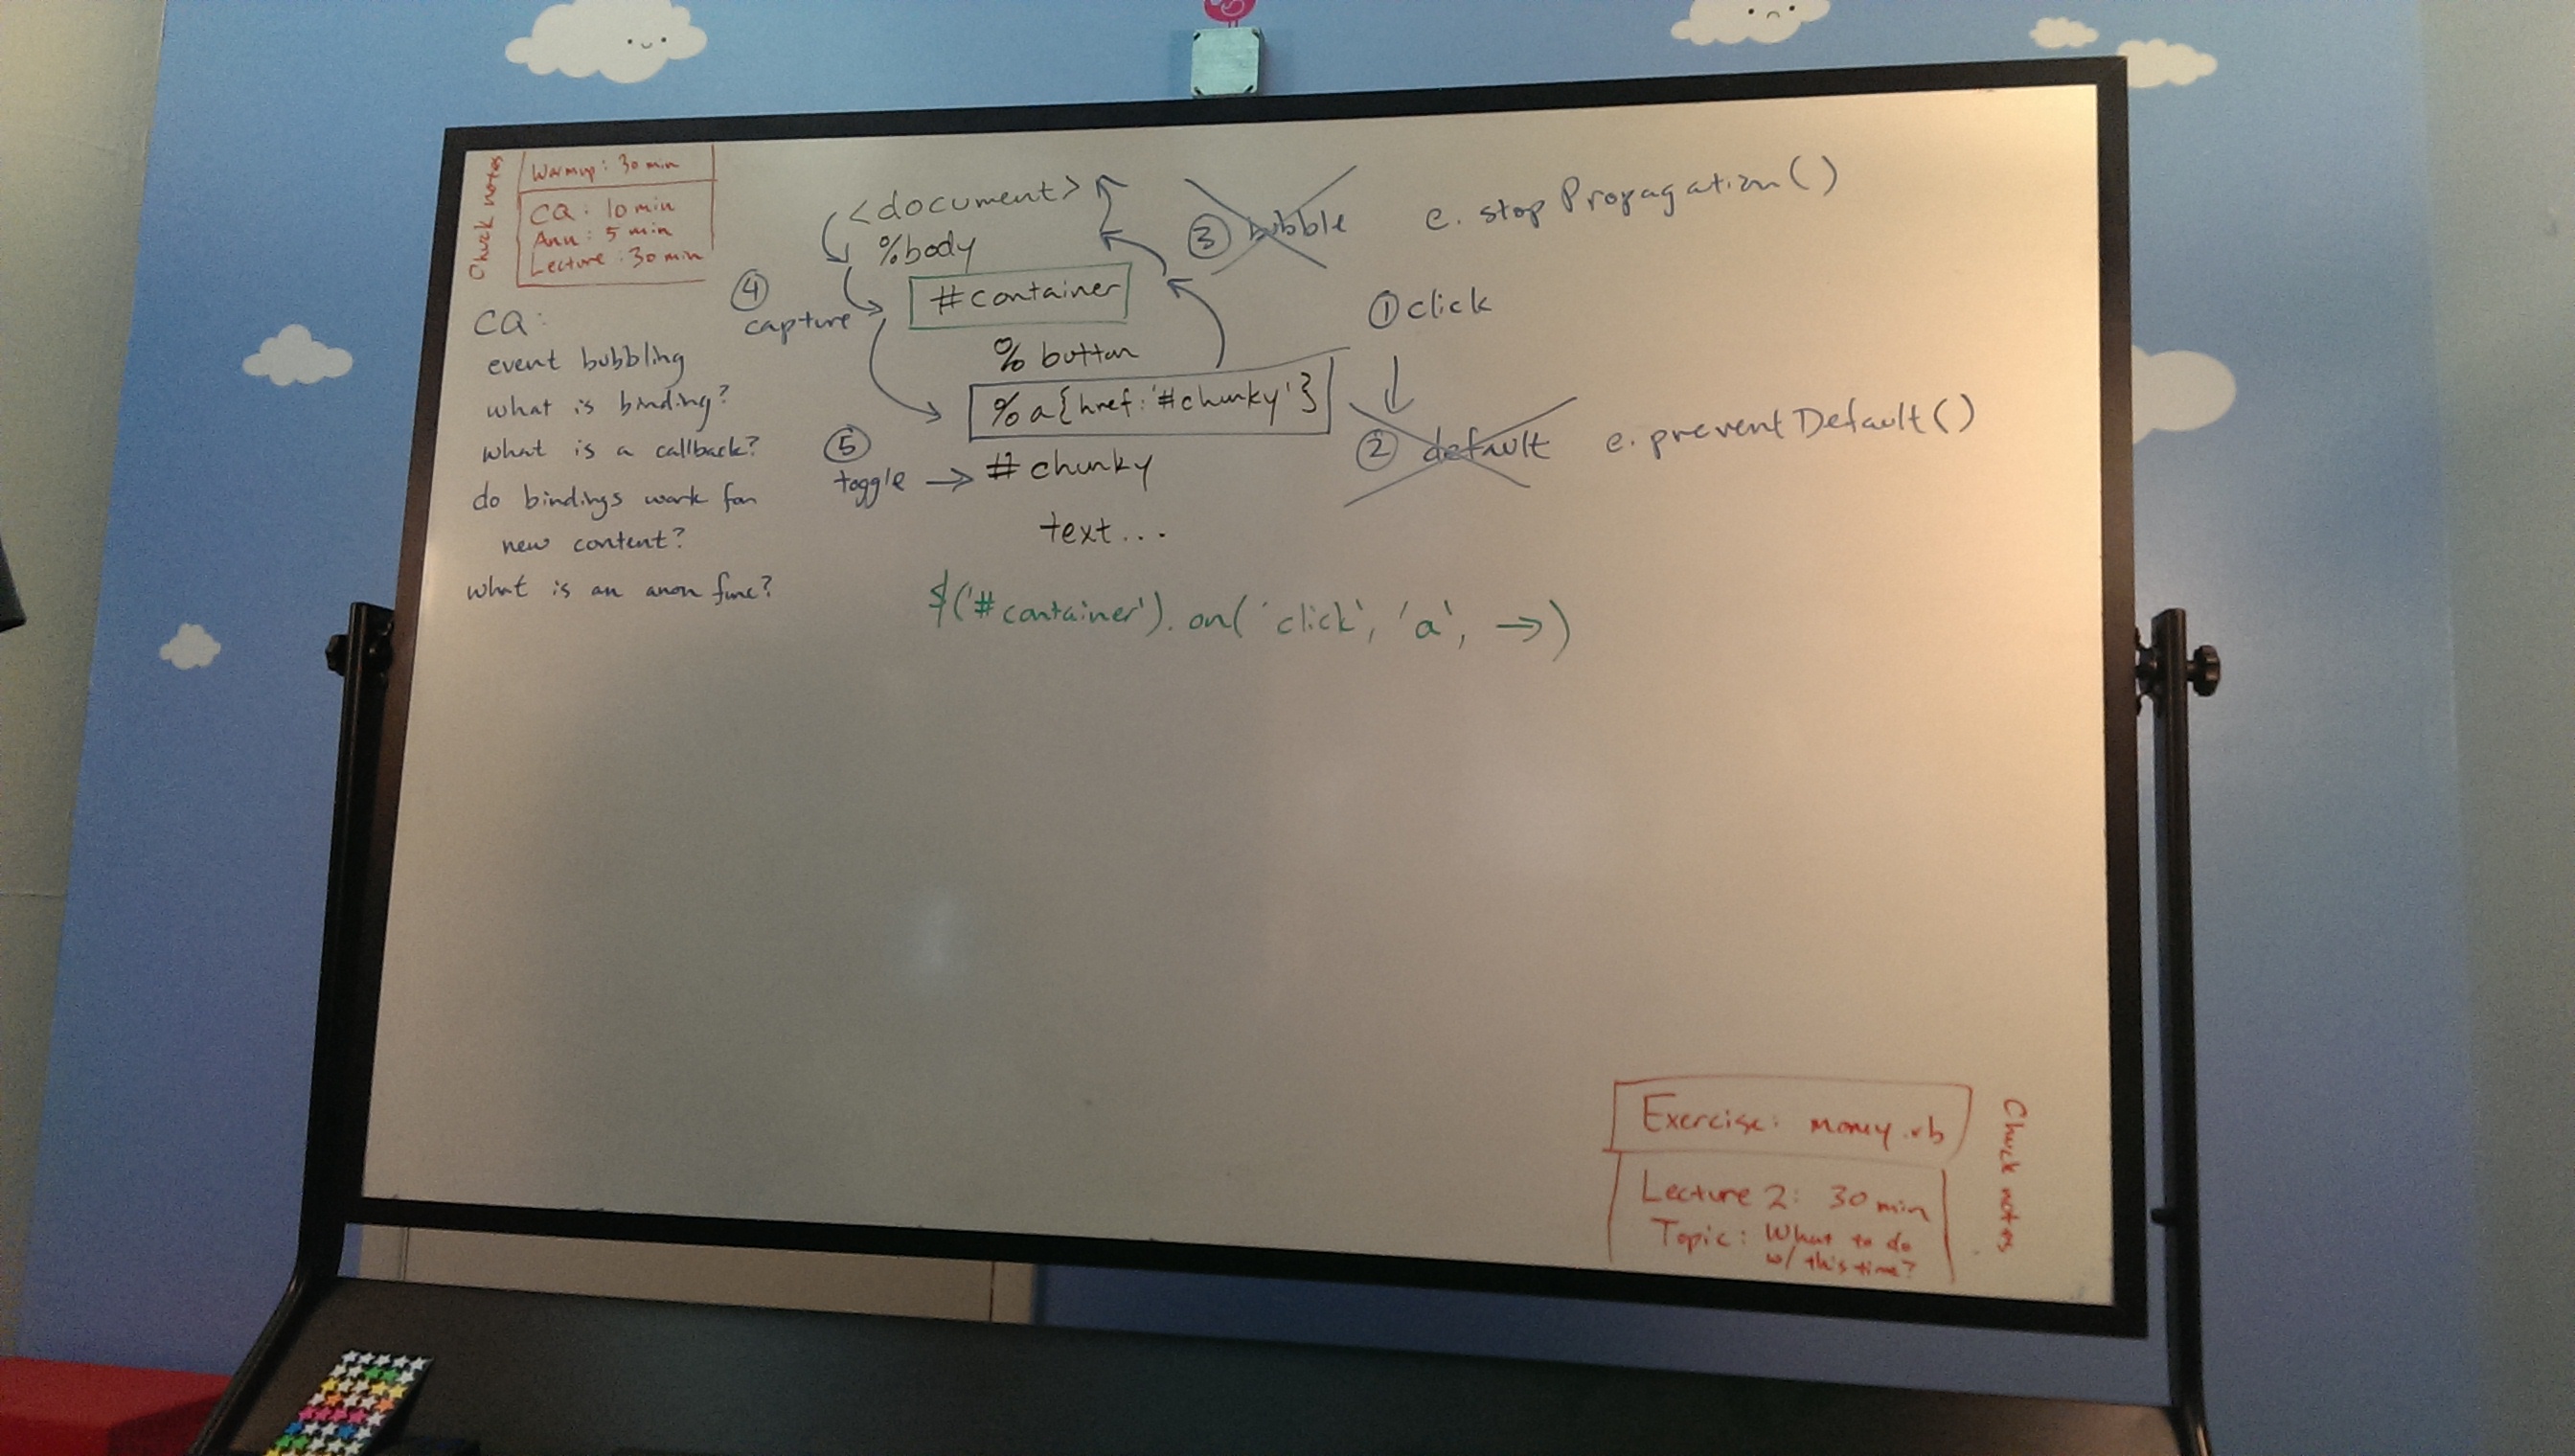 Chuck notes
Warmup: 30 min
CQ: 10 min
Ann: 5 min
Lecture: 30 min
CQ:
event bubbling
what is binding?
what is a callback?
do bindings work for
new content?
what is an anon func?
<document>
%body
#container
% button
%a{href:'#chunky'}
#chunky
text...
④
capture
⑤
toggle →
③ bubble
e.stopPropagation()
① click
② default
e.preventDefault()
$('#container').on('click', 'a', →)
Exercise: money.rb
Lecture 2: 30 min
Topic: What to do
w/ this time?
Chuck notes